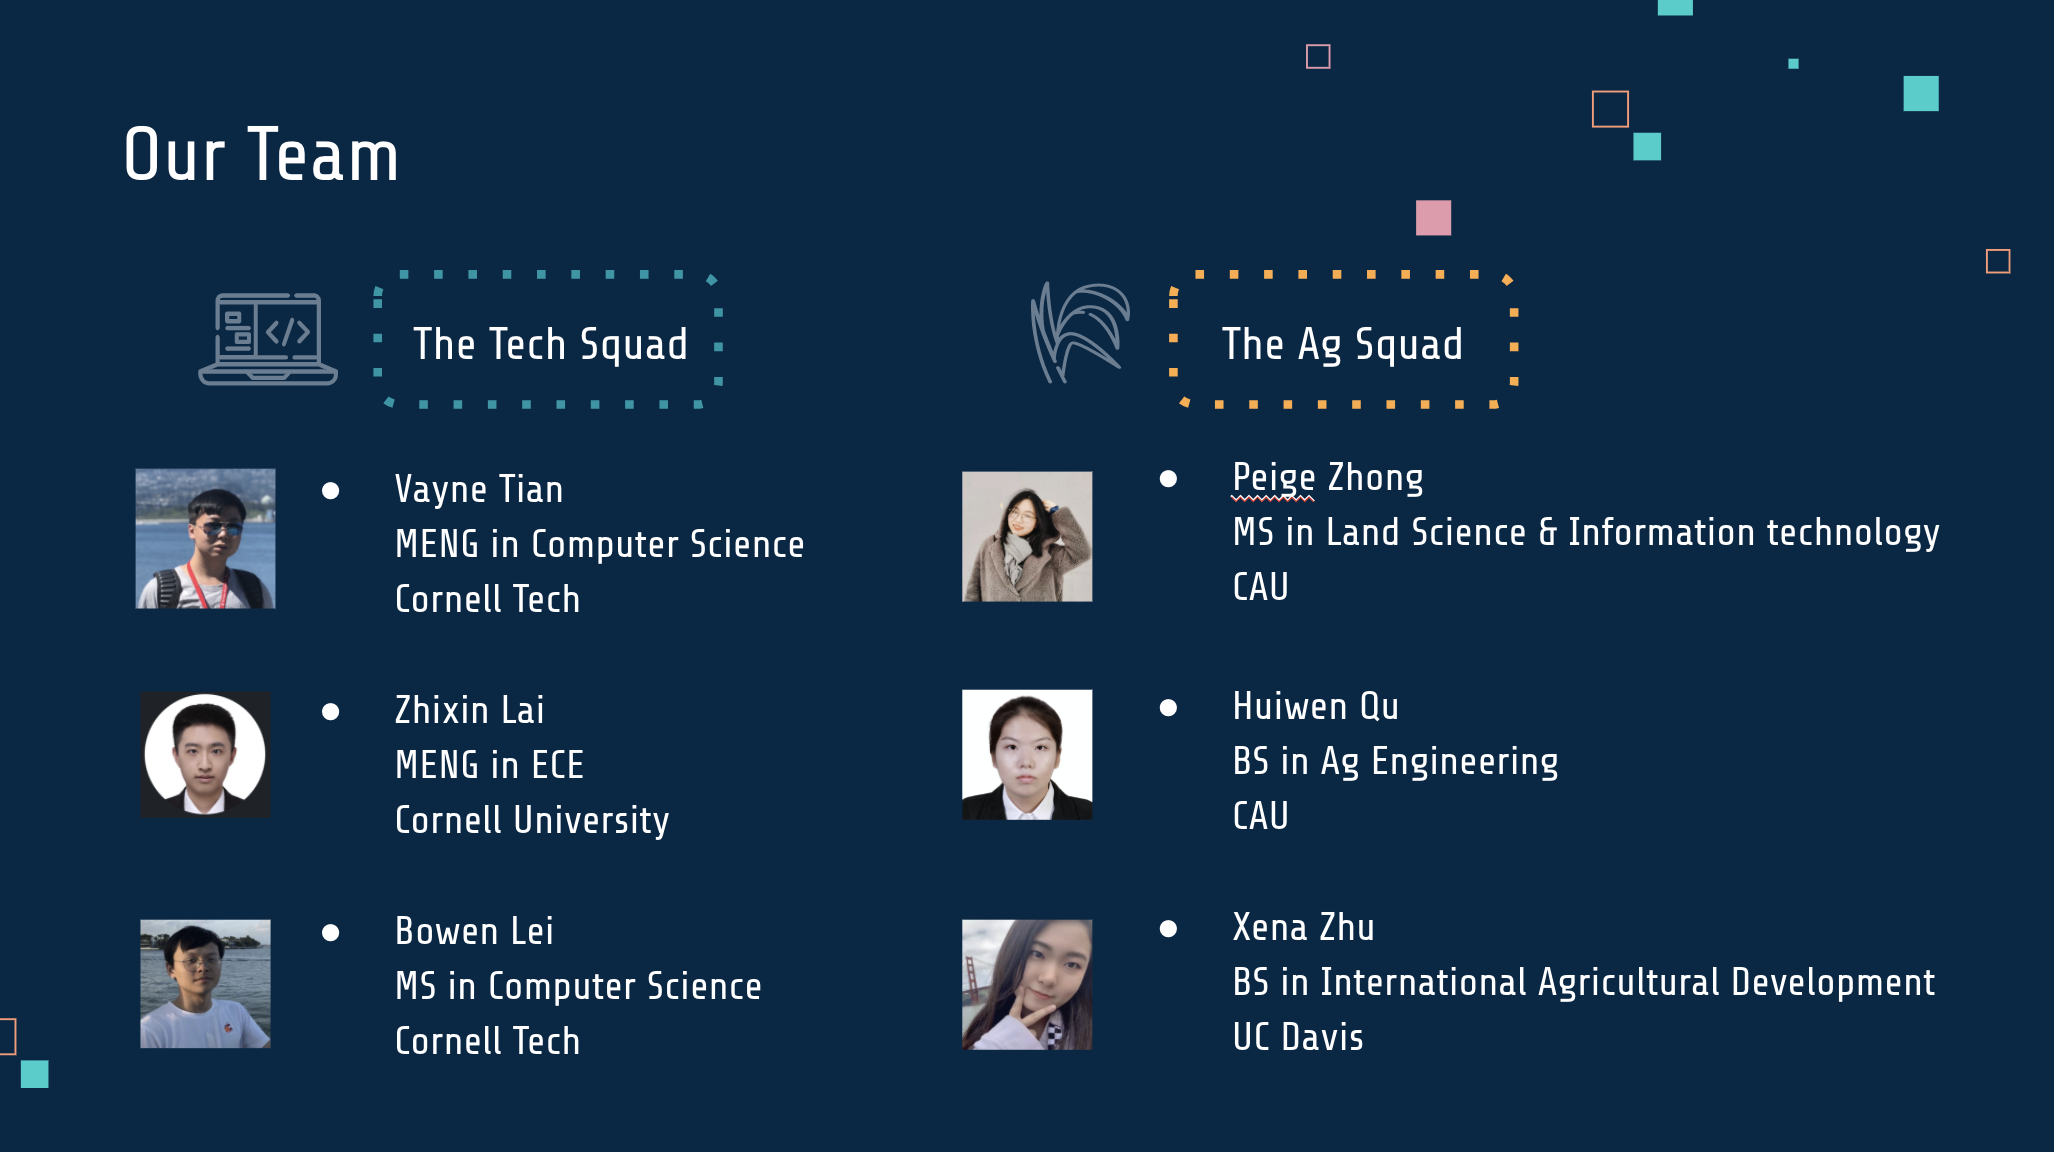 Our Team
</>
The Tech Squad
Vayne Tian
MENG in Computer Science
Cornell Tech
Zhixin Lai
MENG in ECE
Cornell University
Bowen Lei
MS in Computer Science
Cornell Tech
The Ag Squad
Peige Zhong
MS in Land Science & Information technology
CAU
Huiwen Qu
BS in Ag Engineering
CAU
Xena Zhu
BS in International Agricultural Development
UC Davis